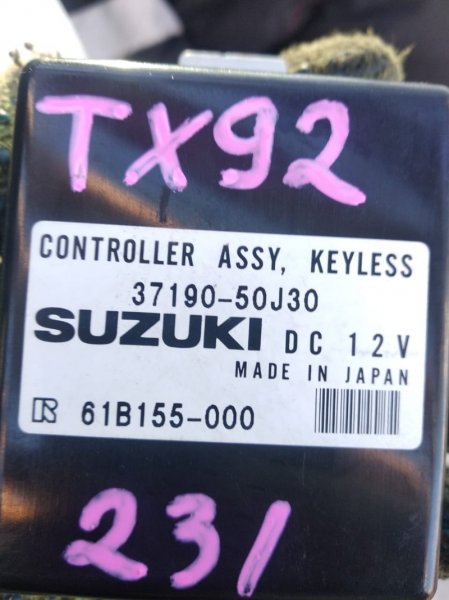 TX92
CONTROLLER ASSY, KEYLESS
37190-50J30
SUZUKI DC 12V
MADE IN JAPAN
R 61B155-000
231